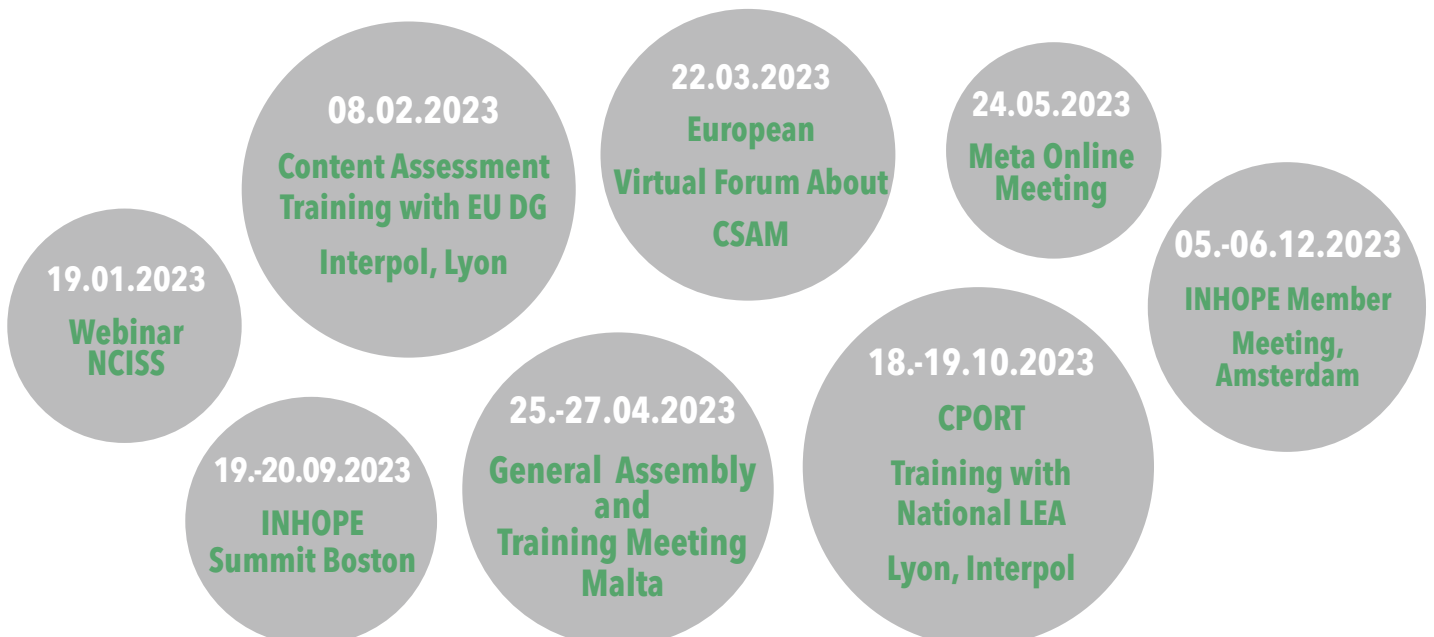 19.01.2023
Webinar
NCISS
08.02.2023
Content Assessment
Training with EU DG
Interpol, Lyon
22.03.2023
European
Virtual Forum About
CSAM
24.05.2023
Meta Online
Meeting
05.-06.12.2023
INHOPE Member
Meeting,
Amsterdam
19.-20.09.2023
INHOPE
Summit Boston
25.-27.04.2023
General Assembly
and
Training Meeting
Malta
18.-19.10.2023
CPORT
Training with
National LEA
Lyon, Interpol